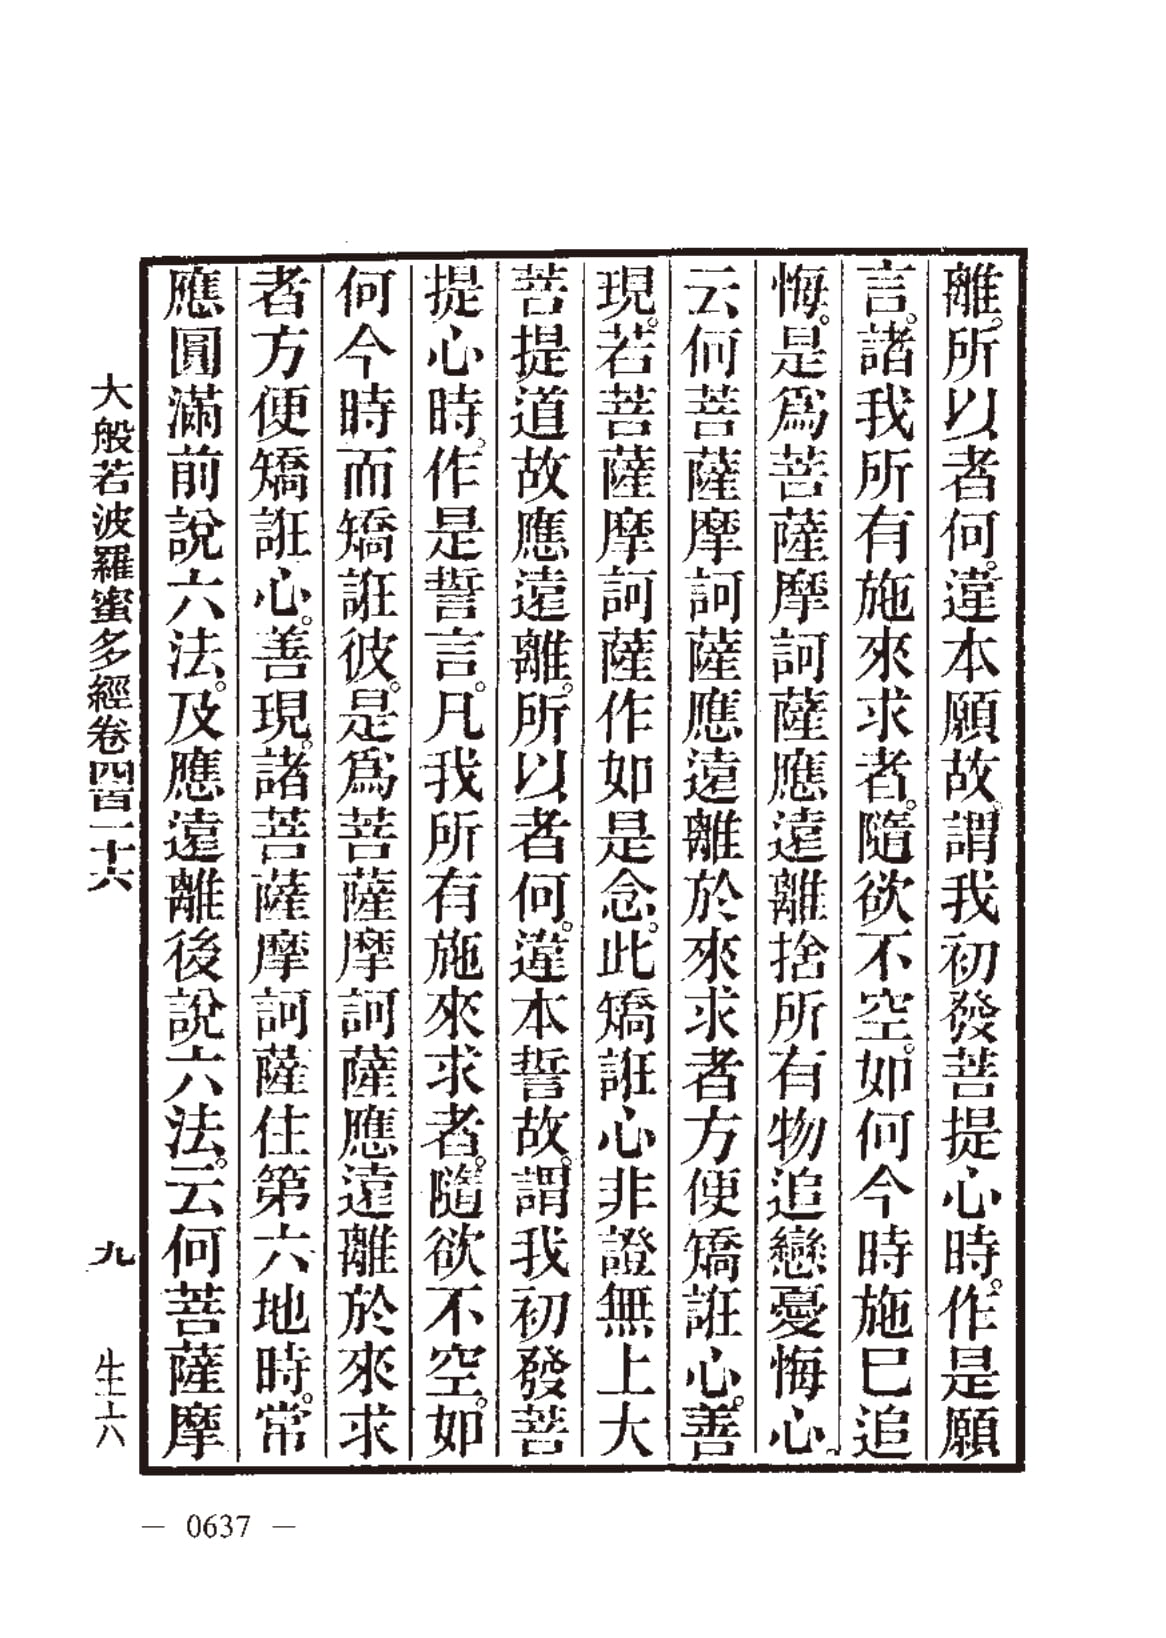 離。所以者何。違本願故。謂我初發菩提心時。作是願
言。諸我所有施來求者。隨欲不空。如何今時施巳追
悔。是爲菩薩摩訶薩應遠離捨所有物追戀憂悔心。
云何菩薩摩訶薩應遠離於來求者方便矯誑心。善
現。若菩薩摩訶薩作如是念。此矯誑心非證無上大
菩提道故應遠離。所以者何。違本誓故。謂我初發菩
提心時。作是誓言。凡我所有施來求者。隨欲不空。如
何今時而矯誑彼。是爲菩薩摩訶薩應遠離於來求
者方便矯誑心。善現。諸菩薩摩訶薩住第六地時。常
應圓滿前說六法。及應遠離後說六法。云何菩薩摩
大般若波羅蜜多經卷四百一十六 九 生六
— 0637 —